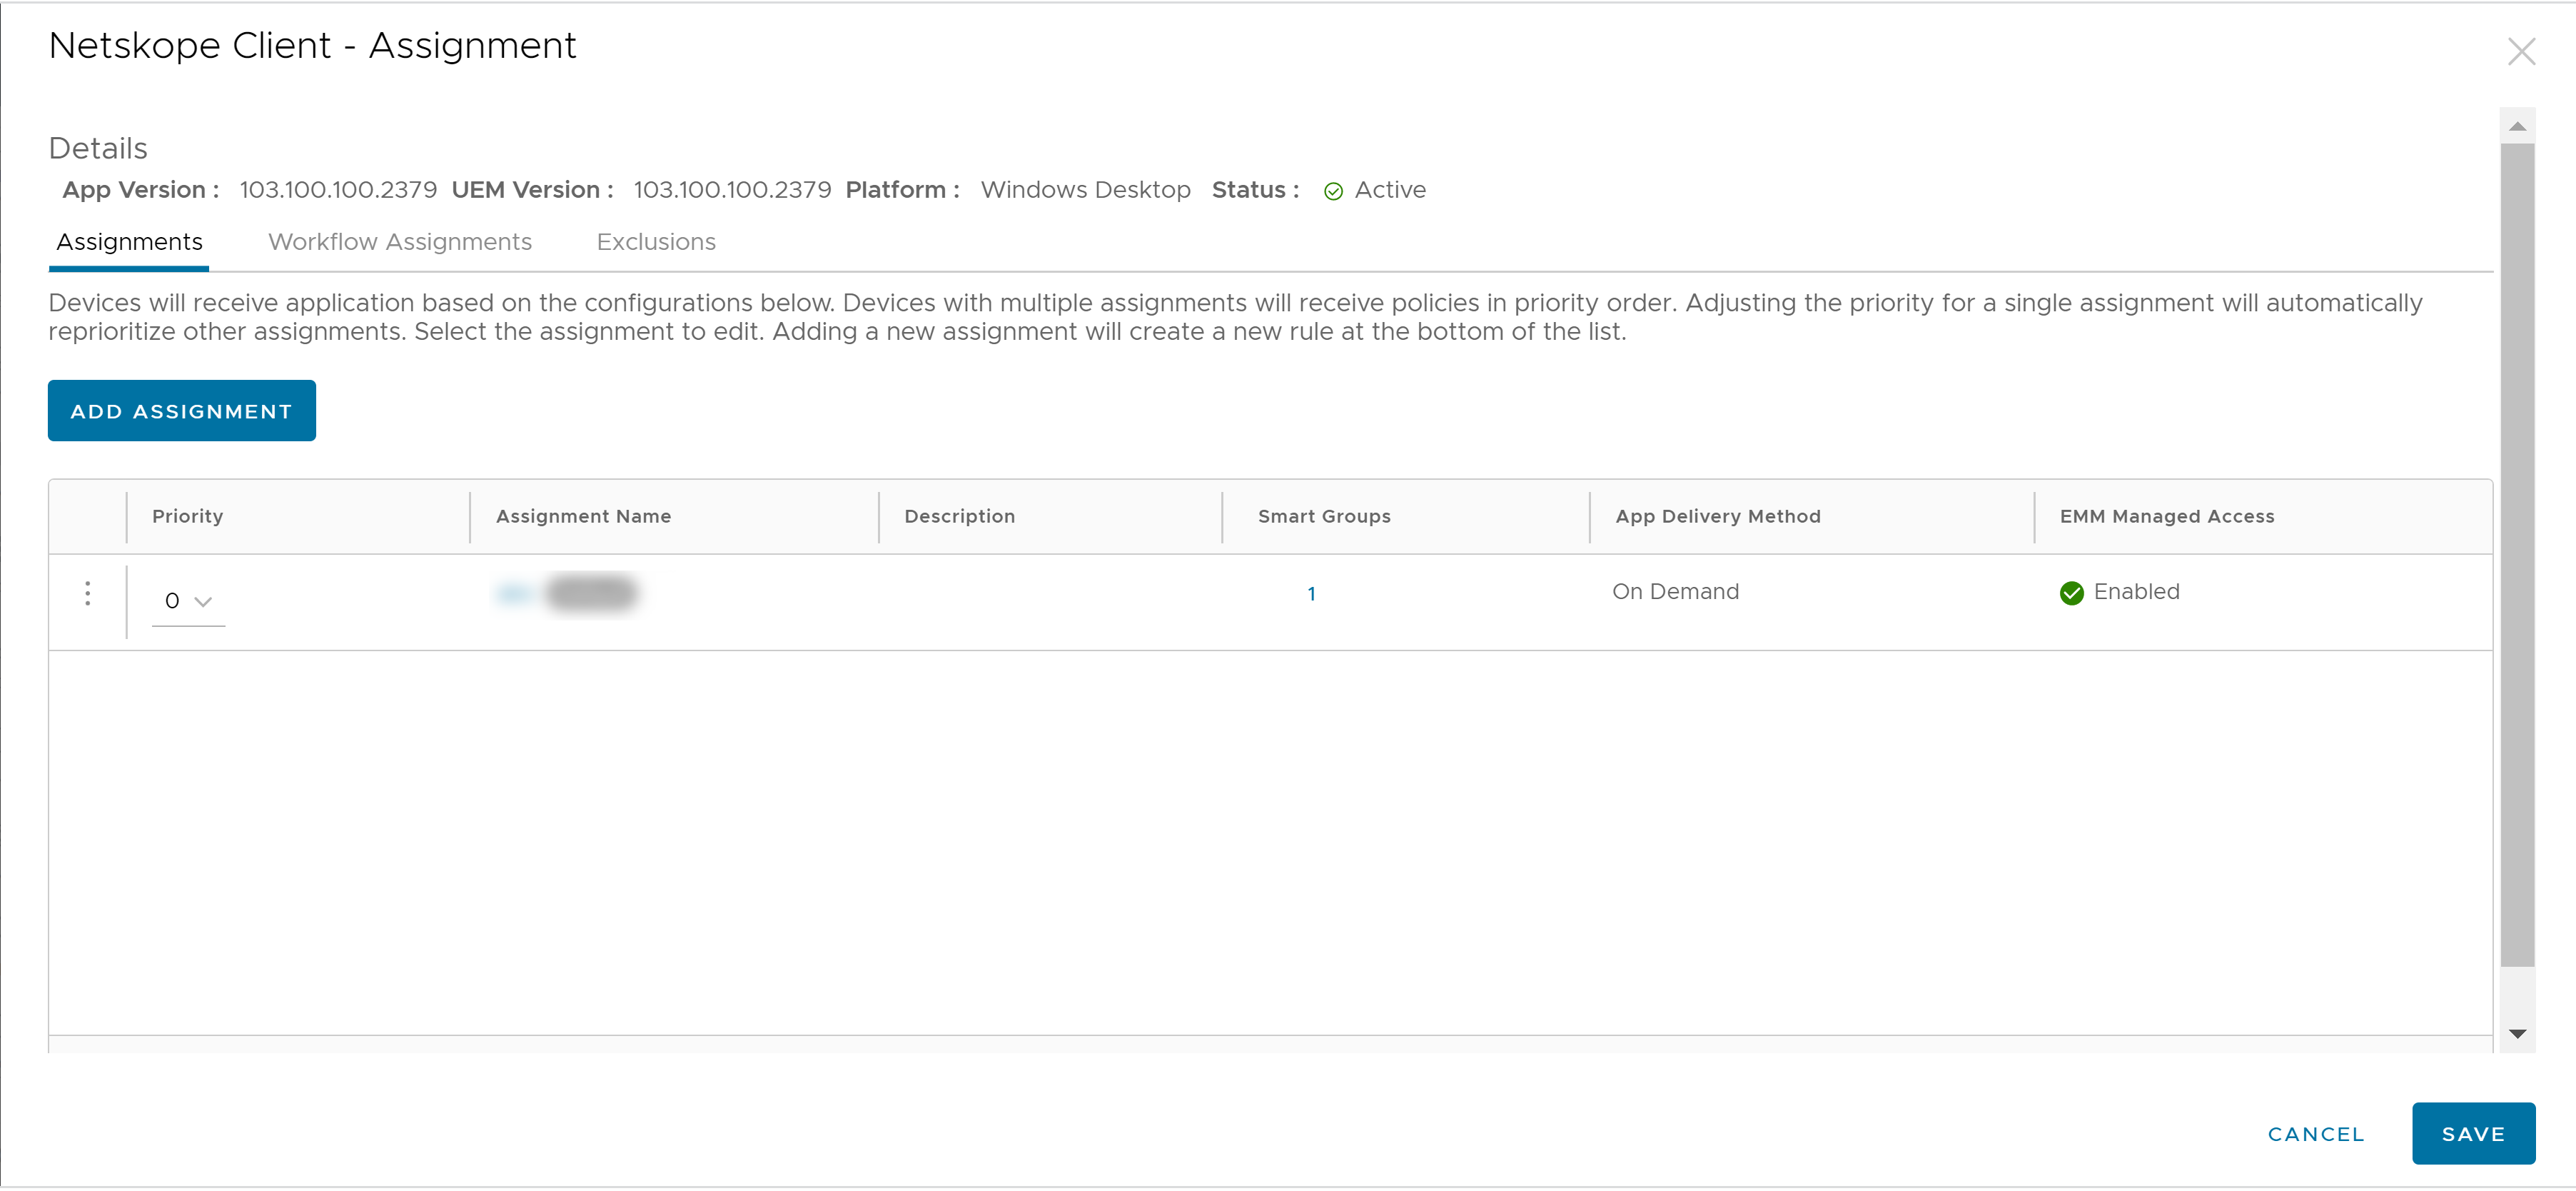 Netskope Client - Assignment
Details
App Version : 103.100.100.2379 UEM Version : 103.100.100.2379 Platform : Windows Desktop Status : Active
Assignments Workflow Assignments Exclusions
Devices will receive application based on the configurations below. Devices with multiple assignments will receive policies in priority order. Adjusting the priority for a single assignment will automatically
reprioritize other assignments. Select the assignment to edit. Adding a new assignment will create a new rule at the bottom of the list.
ADD ASSIGNMENT
Priority Assignment Name Description Smart Groups App Delivery Method EMM Managed Access
0 1 On Demand Enabled
CANCEL SAVE